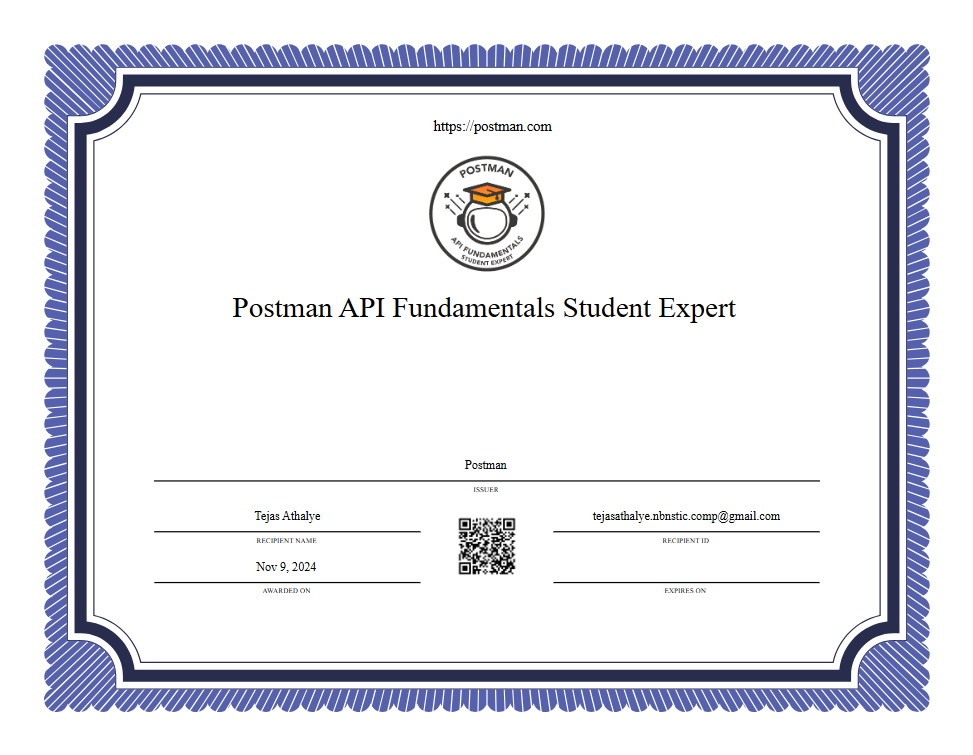 https://postman.com
POSTMAN
API FUNDAMENTALS
STUDENT EXPERT
Postman API Fundamentals Student Expert
Postman
ISSUER
Tejas Athalye
RECIPIENT NAME
tejasathalye.nbnstic.comp@gmail.com
RECIPIENT ID
Nov 9, 2024
AWARDED ON
EXPIRES ON